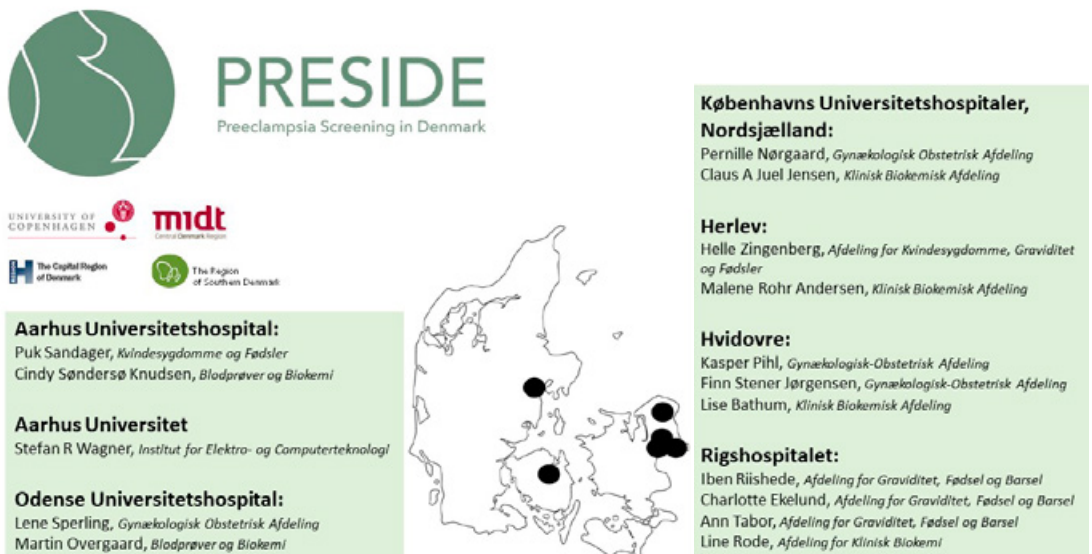 PRESIDE
Preeclampsia Screening in Denmark
UNIVERSITY OF
COPENHAGEN
midt
Central Denmark Region
The Capital Region
of Denmark
The Region
of Southern Denmark
Aarhus Universitetshospital:
Puk Sandager, Kvindesygdomme og Fødsler
Cindy Søndersø Knudsen, Blodprøver og Biokemi
Aarhus Universitet
Stefan R Wagner, Institut for Elektro- og Computerteknologi
Odense Universitetshospital:
Lene Sperling, Gynækologisk Obstetrisk Afdeling
Martin Overgaard, Blodprøver og Biokemi
Københavns Universitetshospitaler,
Nordsjælland:
Pernille Nørgaard, Gynækologisk Obstetrisk Afdeling
Claus A Juel Jensen, Klinisk Biokemisk Afdeling
Herlev:
Helle Zingenberg, Afdeling for Kvindesygdomme, Graviditet
og Fødsler
Malene Rohr Andersen, Klinisk Biokemisk Afdeling
Hvidovre:
Kasper Pihl, Gynækologisk-Obstetrisk Afdeling
Finn Stener Jørgensen, Gynækologisk-Obstetrisk Afdeling
Lise Bathum, Klinisk Biokemisk Afdeling
Rigshospitalet:
Iben Riishede, Afdeling for Graviditet, Fødsel og Barsel
Charlotte Ekelund, Afdeling for Graviditet, Fødsel og Barsel
Ann Tabor, Afdeling for Graviditet, Fødsel og Barsel
Line Rode, Afdeling for Klinisk Biokemi